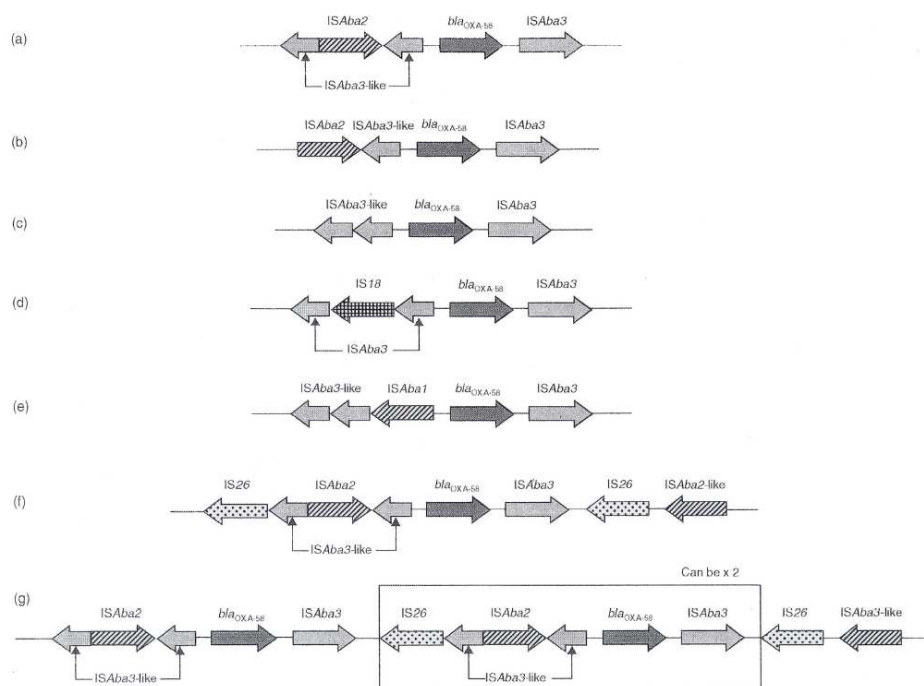 ISAba2 blaOXA-58 ISAba3
(a)
ISAba3-like
ISAba2 ISAba3-like blaOXA-58 ISAba3
(b)
ISAba3-like blaOXA-58 ISAba3
(c)
IS18 blaOXA-58 ISAba3
(d)
ISAba3
ISAba3-like ISAba1 blaOXA-58 ISAba3
(e)
IS26 ISAba2 blaOXA-58 ISAba3 IS26 ISAba2-like
(f)
ISAba3-like
Can be x 2
(g)
ISAba2 blaOXA-58 ISAba3 IS26 ISAba2 blaOXA-58 ISAba3 IS26 ISAba3-like
ISAba3-like ISAba3-like